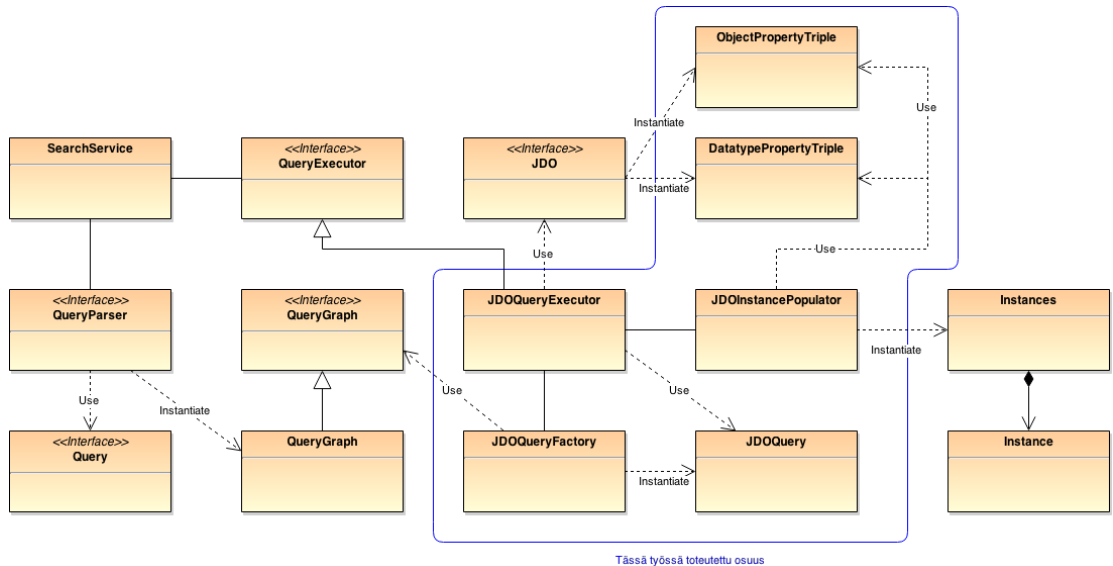 ObjectPropertyTriple
Use
Instantiate
SearchService
<<Interface>>
QueryExecutor
<<Interface>>
JDO
DatatypePropertyTriple
Instantiate
Use
Use
<<Interface>>
QueryParser
<<Interface>>
QueryGraph
JDOQueryExecutor
JDOInstancePopulator
Instances
Instantiate
Use
Instantiate
Use
Use
<<Interface>>
Query
QueryGraph
JDOQueryFactory
JDOQuery
Instance
Instantiate
Tässä työssä toteutettu osuus